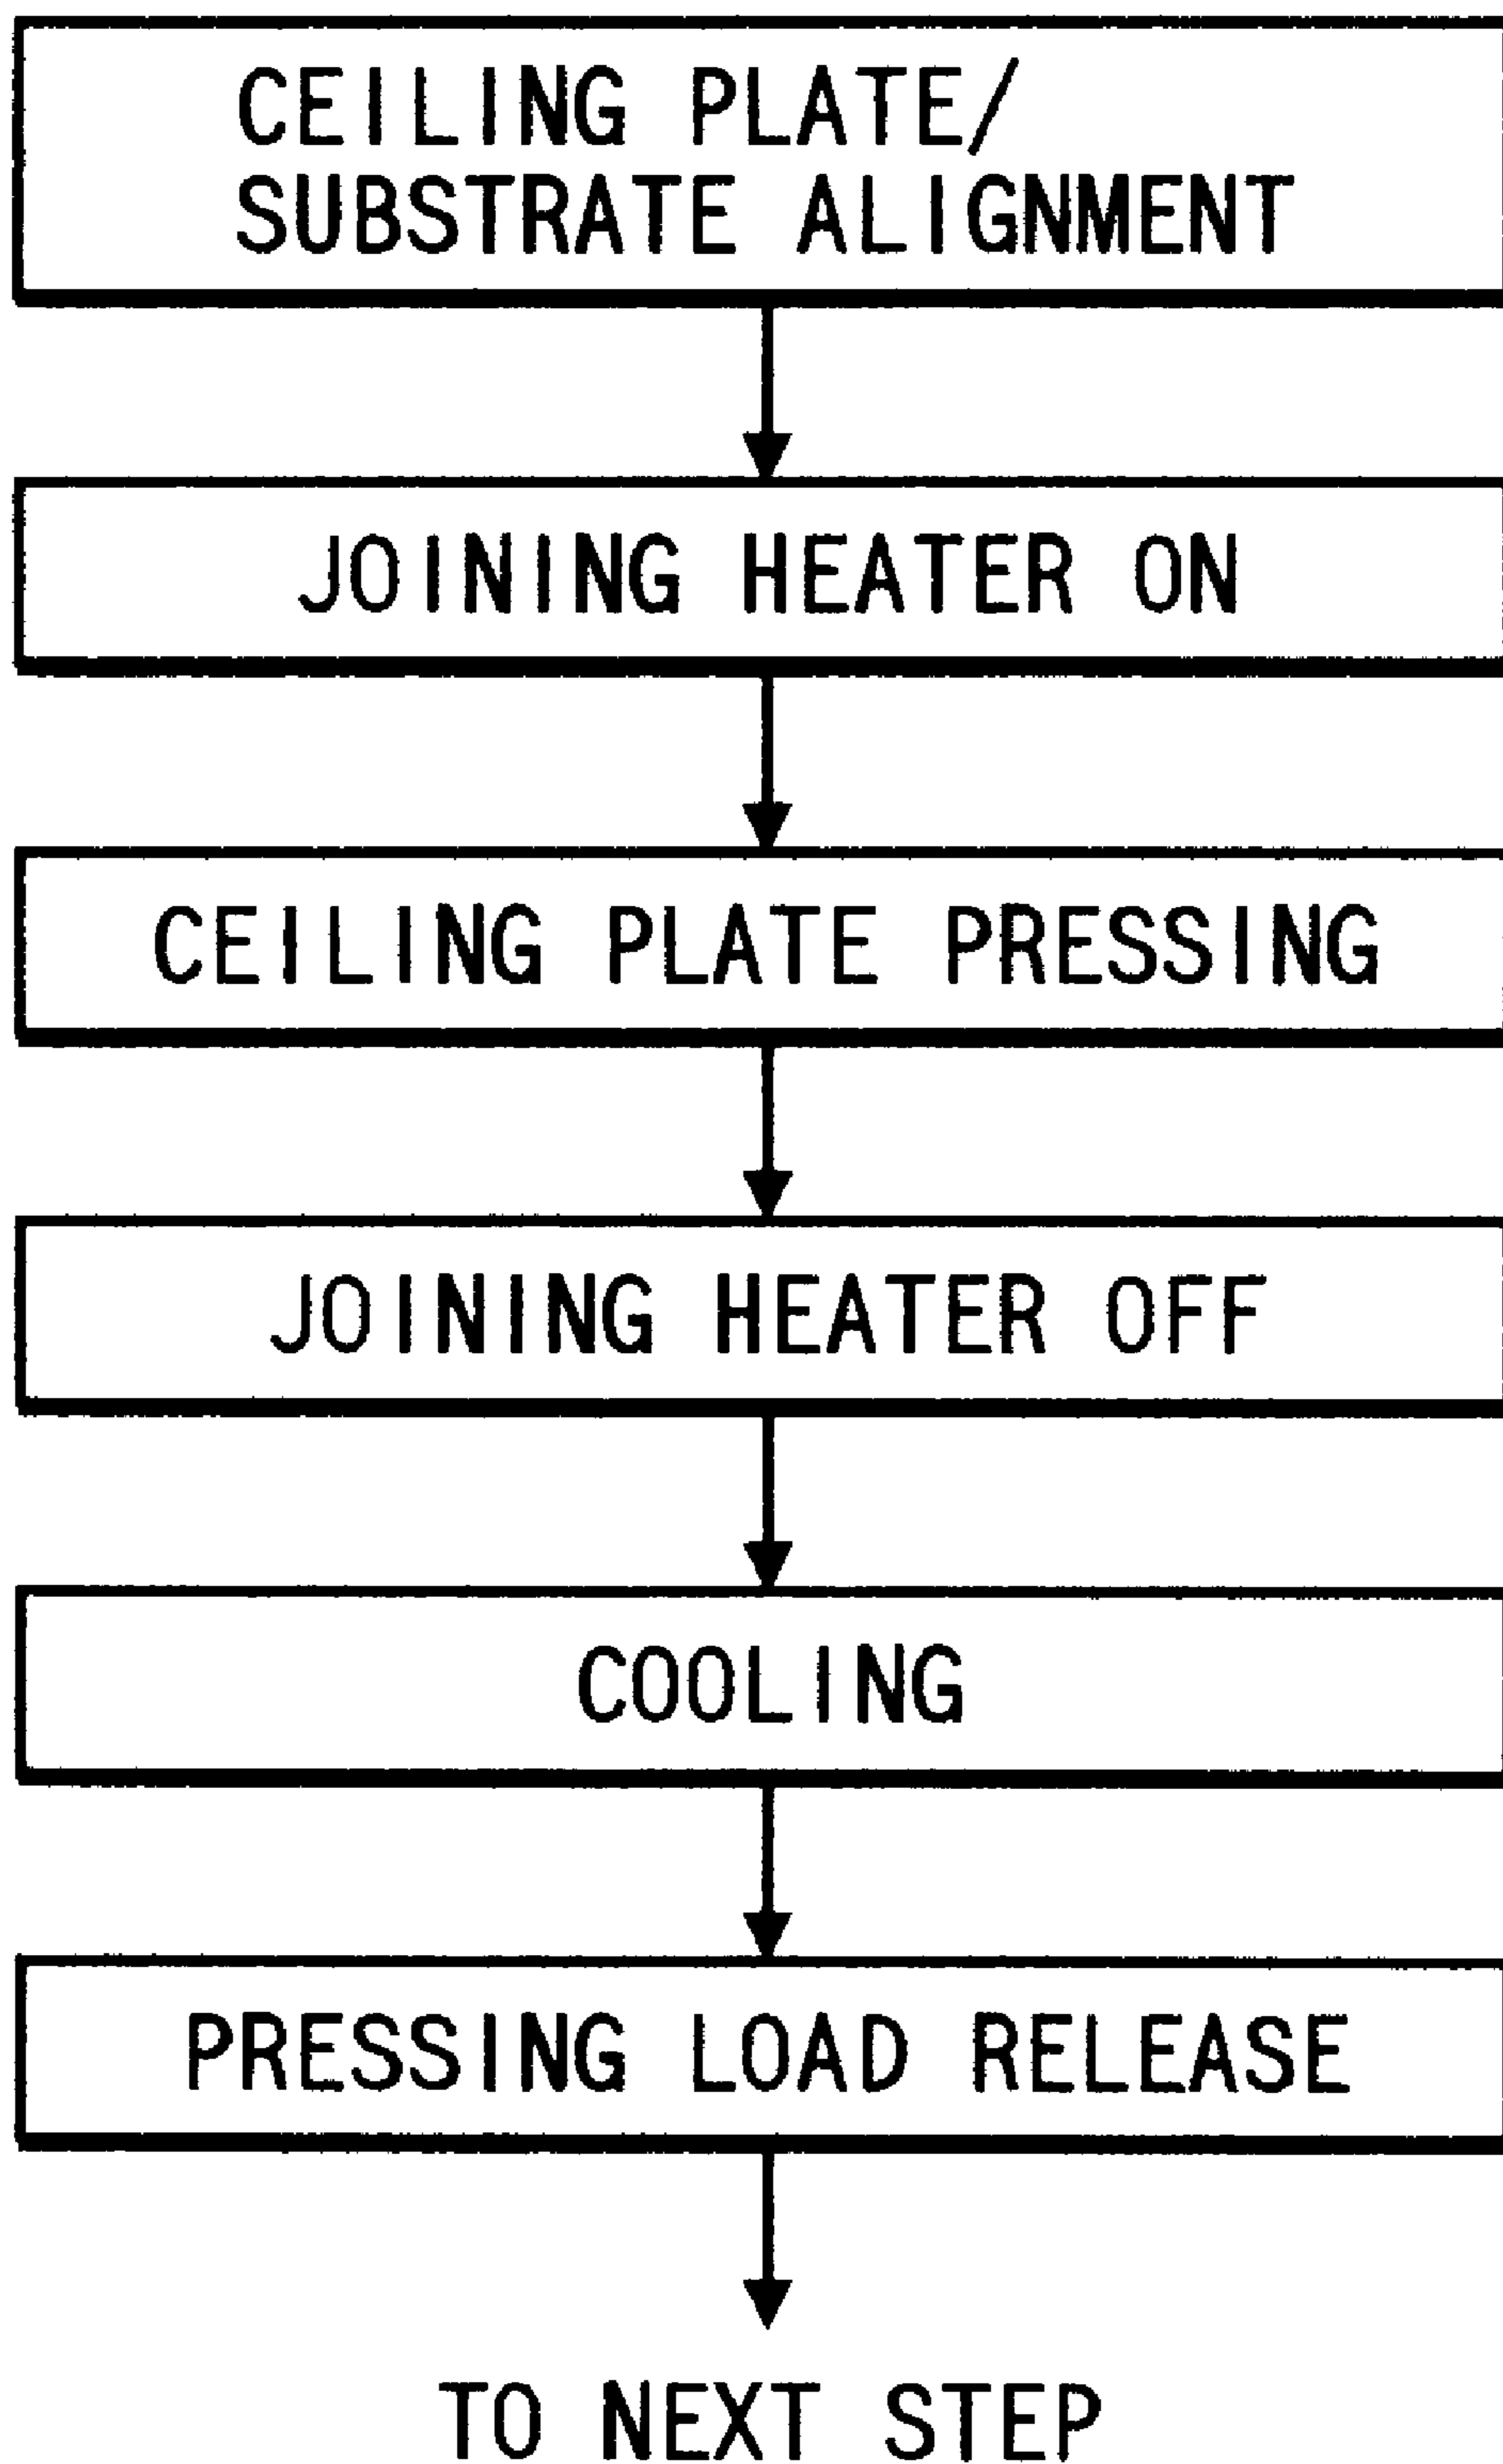 CEILING PLATE/
SUBSTRATE ALIGNMENT
JOINING HEATER ON
CEILING PLATE PRESSING
JOINING HEATER OFF
COOLING
PRESSING LOAD RELEASE
TO NEXT STEP